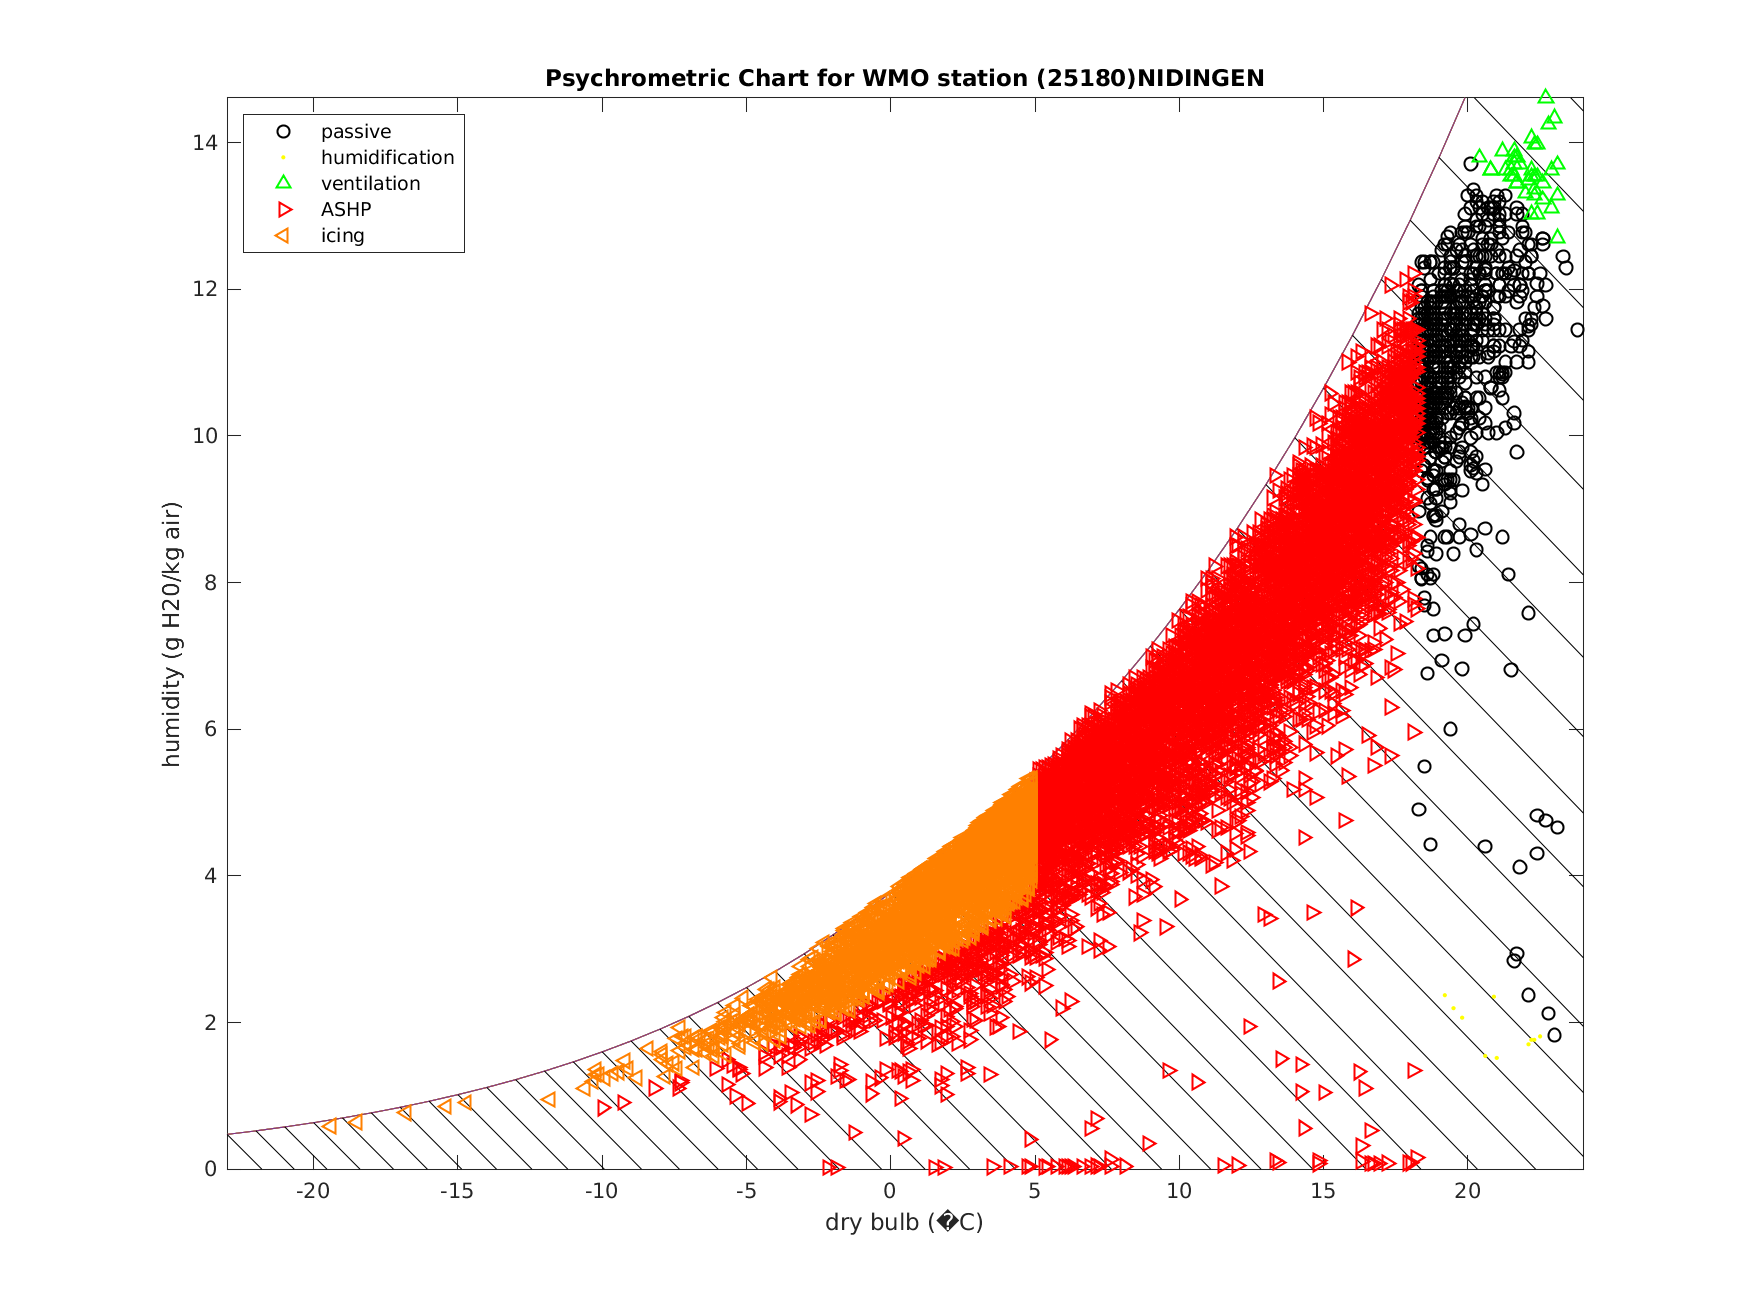 Psychrometric Chart for WMO station (25180)NIDINGEN
passive
humidification
ventilation
ASHP
icing
humidity (g H20/kg air)
14
12
10
8
6
4
2
0
-20 -15 -10 -5 0 5 10 15 20
dry bulb (�C)